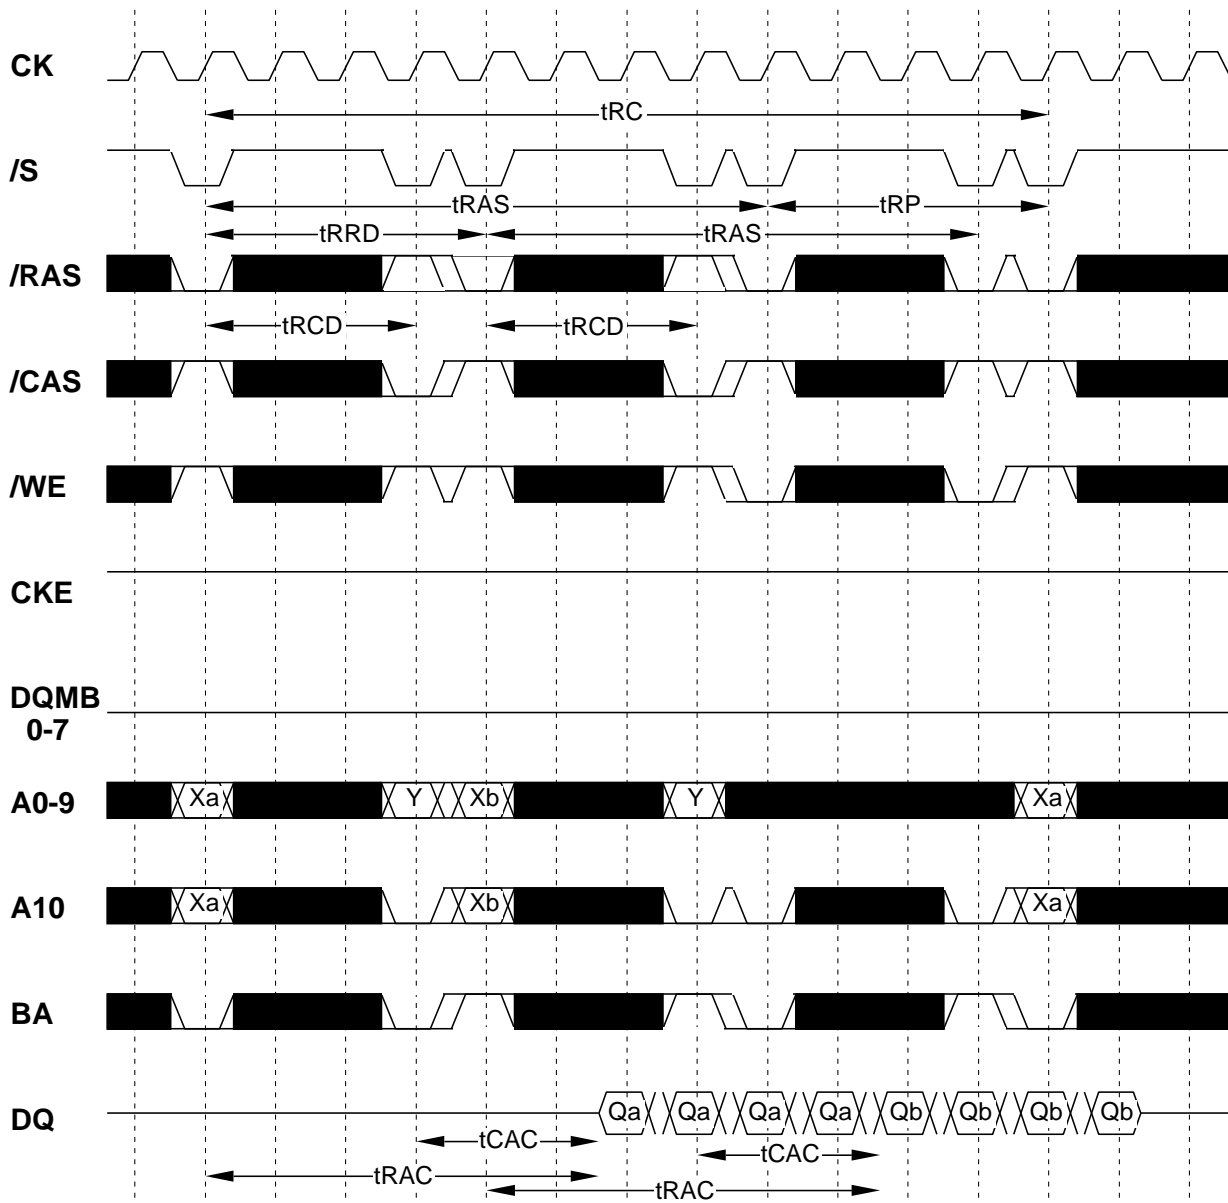 CK
tRC
/S
tRAS tRP
tRRD tRAS
/RAS
tRCD tRCD
/CAS
/WE
CKE
DQMB
0-7
A0-9 Xa Y Xb Y Xa
A10 Xa Xb Xa
BA
DQ Qa Qa Qa Qa Qb Qb Qb Qb
tCAC tCAC
tRAC tRAC